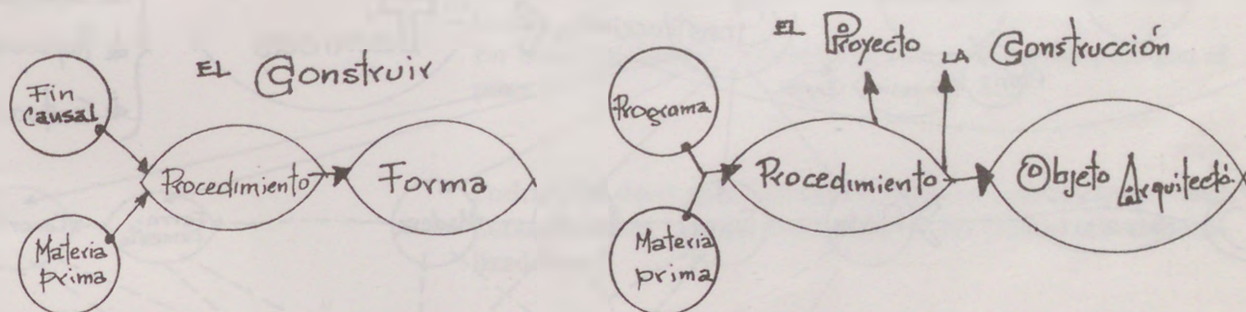 EL Construir
Fin
Causal
Procedimiento
Forma
Materia
prima
EL Proyecto
LA Construcción
Programa
Procedimiento
Objeto Arquitectó.
Materia
prima